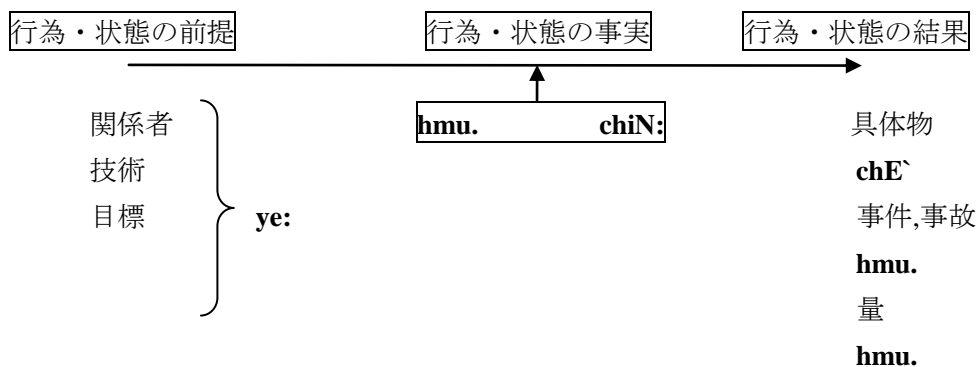 行為・状態の前提 行為・状態の事実 行為・状態の結果
関係者 hmu. chiN: 具体物
技術 chE`
目標 ye: 事件,事故
hmu.
量
hmu.